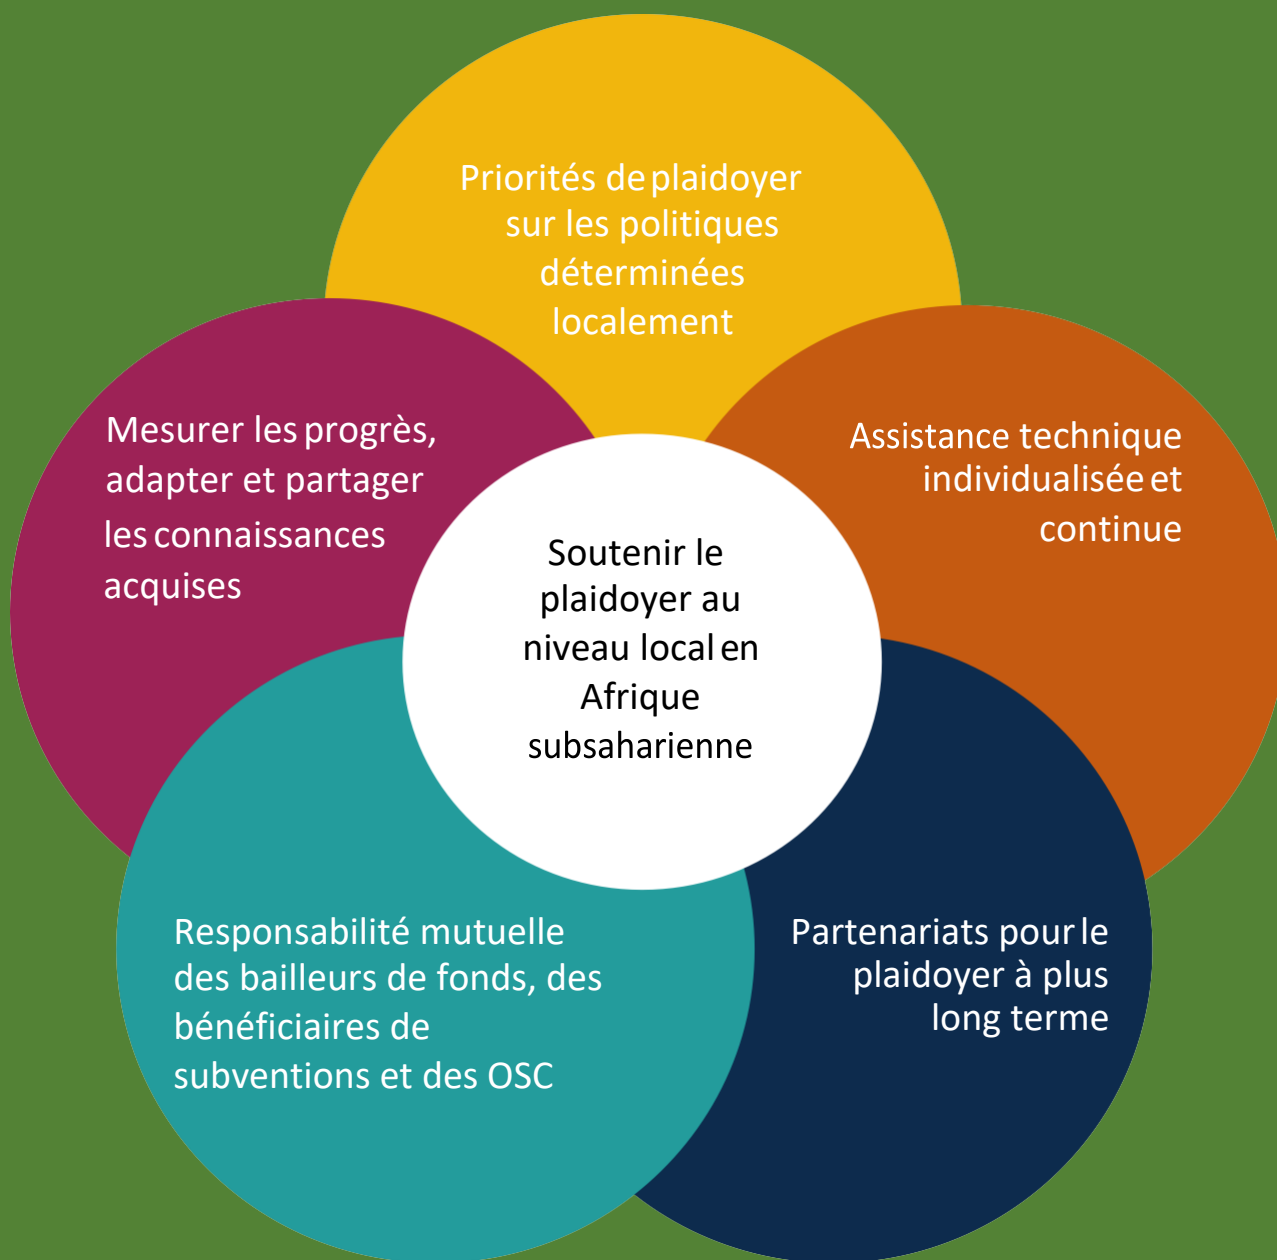 Priorités de plaidoyer
sur les politiques
déterminées
localement
Assistance technique
individualisée et
continue
Partenariats pour le
plaidoyer à plus
long terme
Responsabilité mutuelle
des bailleurs de fonds, des
bénéficiaires de
subventions et des OSC
Mesurer les progrès,
adapter et partager
les connaissances
acquises
Soutenir le
plaidoyer au
niveau local en
Afrique
subsaharienne